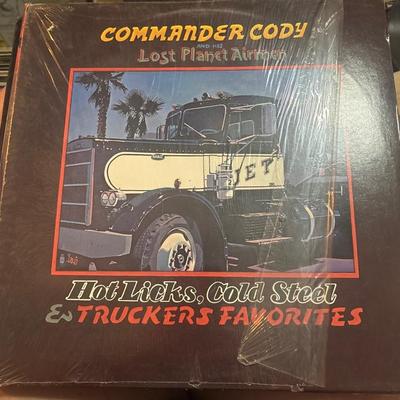 COMMANDER CODY
AND HIS
Lost Planet Airmen
JET
Hot Licks, Cold Steel
& TRUCKERS FAVORITES